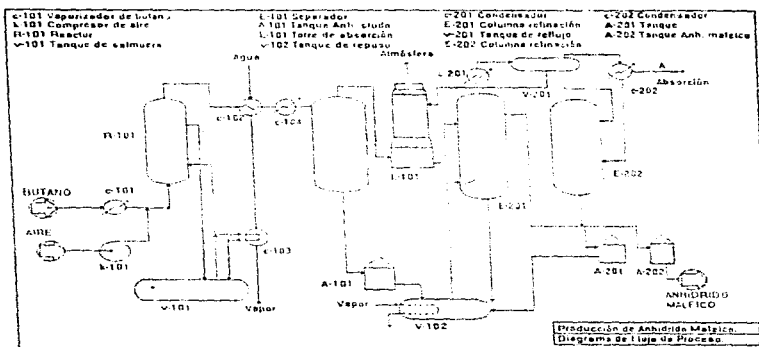 c-101 Vaporizador de butano
k-101 Compresor de aire
R-101 Reactor
v-101 Tanque de salmuera
E-101 Separador
A-101 Tanque Anh. crudo
L-101 Torre de absorción
v-102 Tanque de reposo
c-201 Condensador
E-201 Columna refinación
v-201 Tanque de reflujo
E-202 Columna refinación
c-202 Condensador
A-201 Tanque
A-202 Tanque Anh. maleico
Agua
Atmósfera
c-201
A
Absorción
c-102
c-104
V-201
c-202
R-101
L-101
E-202
E-201
c-101
BUTANO
AIRE
k-101
c-103
v-101
Vapor
A-101
Vapor
v-102
A-201
A-202
ANHIDRIDO
MALEICO
Producción de Anhidrido Maleico.
Diagrama de Flujo de Proceso.